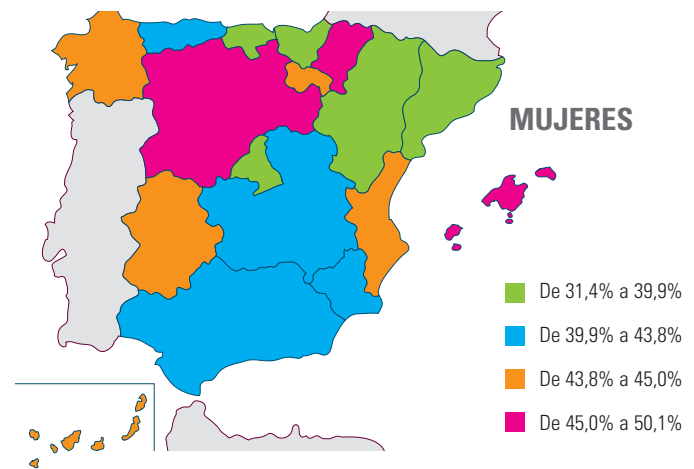 MUJERES
De 31,4% a 39,9%
De 39,9% a 43,8%
De 43,8% a 45,0%
De 45,0% a 50,1%